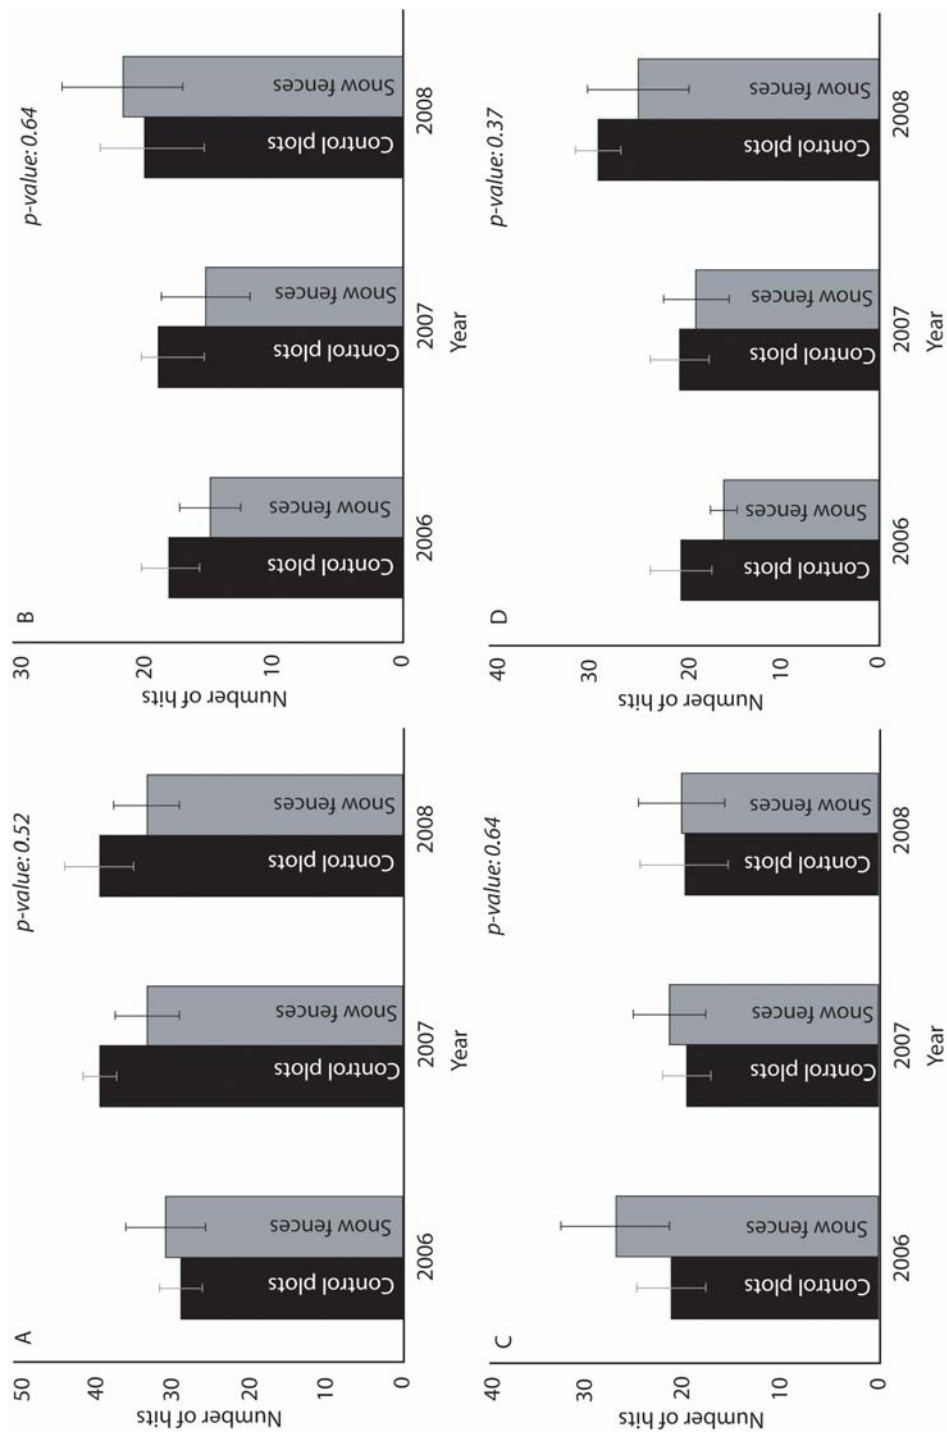 A
p-value: 0.52
Number of hits
50
40
30
20
10
0
Control plots
Snow fences
Control plots
Snow fences
Control plots
Snow fences
2006
2007
2008
Year
B
p-value: 0.64
Number of hits
30
20
10
0
Control plots
Snow fences
Control plots
Snow fences
Control plots
Snow fences
2006
2007
2008
Year
C
p-value: 0.64
Number of hits
40
30
20
10
0
Control plots
Snow fences
Control plots
Snow fences
Control plots
Snow fences
2006
2007
2008
Year
D
p-value: 0.37
Number of hits
40
30
20
10
0
Control plots
Snow fences
Control plots
Snow fences
Control plots
Snow fences
2006
2007
2008
Year